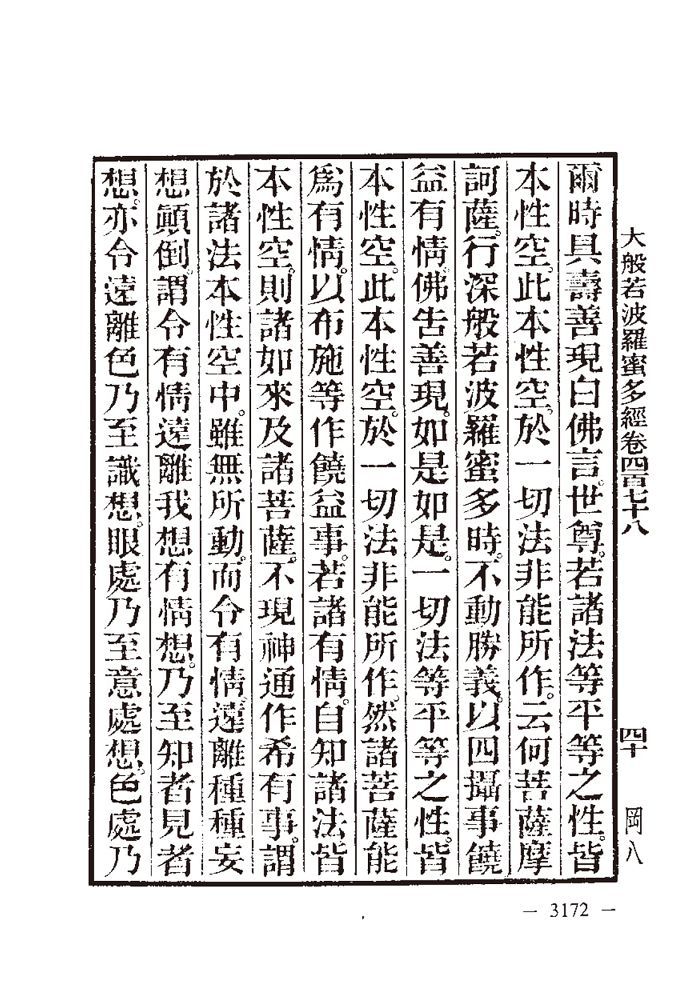 大般若波羅蜜多經卷四百七十八　四十　岡八
爾時具壽善現白佛言。世尊。若諸法等平等之性。皆
本性空。此本性空。於一切法非能所作。云何菩薩摩
訶薩。行深般若波羅蜜多時。不動勝義。以四攝事饒
益有情。佛告善現。如是如是。一切法等平等之性。皆
本性空。此本性空。於一切法非能所作。然諸菩薩能
爲有情。以布施等作饒益事。若諸有情。自知諸法皆
本性空。則諸如來及諸菩薩。不現神通作希有事。謂
於諸法本性空中。雖無所動。而令有情遠離種種妄
想顚倒。謂令有情遠離我想有情想。乃至知者見者
想。亦令遠離色乃至識想。眼處乃至意處想。色處乃
— 3172 —